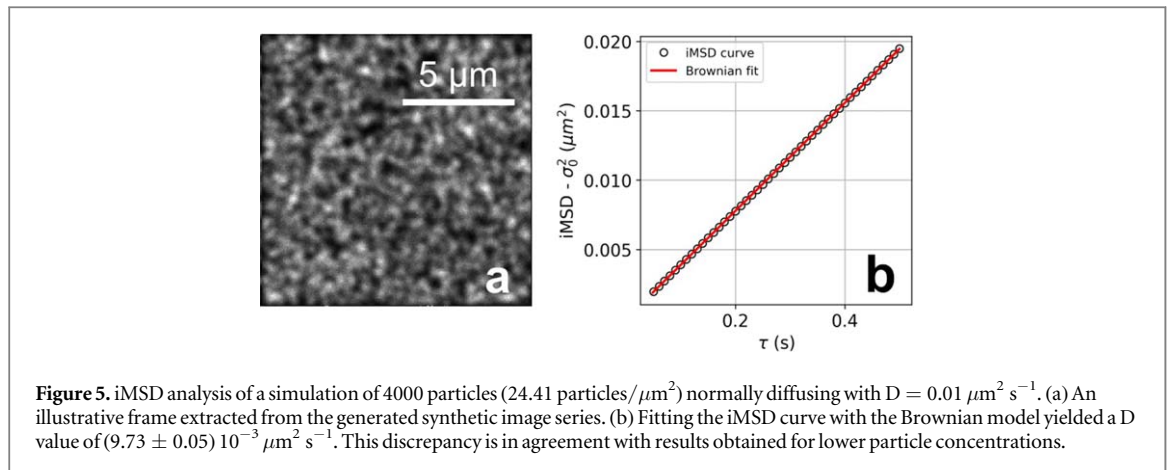 5 μm
a
0.020
0.015
0.010
0.005
iMSD - σ₀² (μm²)
iMSD curve
Brownian fit
b
0.2 0.4
τ (s)
Figure 5. iMSD analysis of a simulation of 4000 particles (24.41 particles/μm²) normally diffusing with D = 0.01 μm² s⁻¹. (a) An
illustrative frame extracted from the generated synthetic image series. (b) Fitting the iMSD curve with the Brownian model yielded a D
value of (9.73 ± 0.05) 10⁻³ μm² s⁻¹. This discrepancy is in agreement with results obtained for lower particle concentrations.